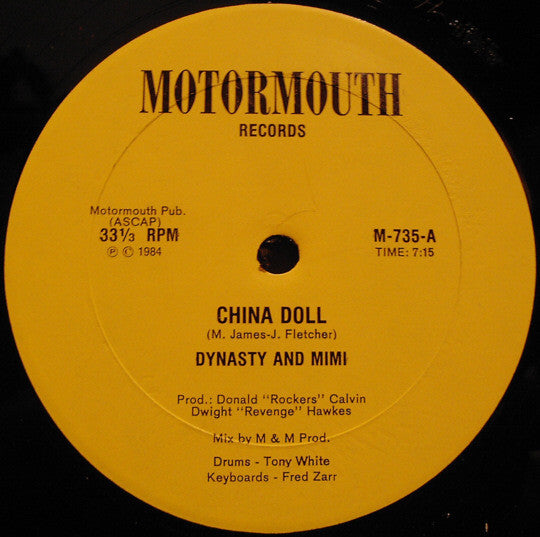 MOTORMOUTH
RECORDS
Motormouth Pub.
(ASCAP)
33⅓ RPM
℗ © 1984
M-735-A
TIME: 7:15
CHINA DOLL
(M. James-J. Fletcher)
DYNASTY AND MIMI
Prod.: Donald "Rockers" Calvin
Dwight "Revenge" Hawkes
Mix by M & M Prod.
Drums - Tony White
Keyboards - Fred Zarr